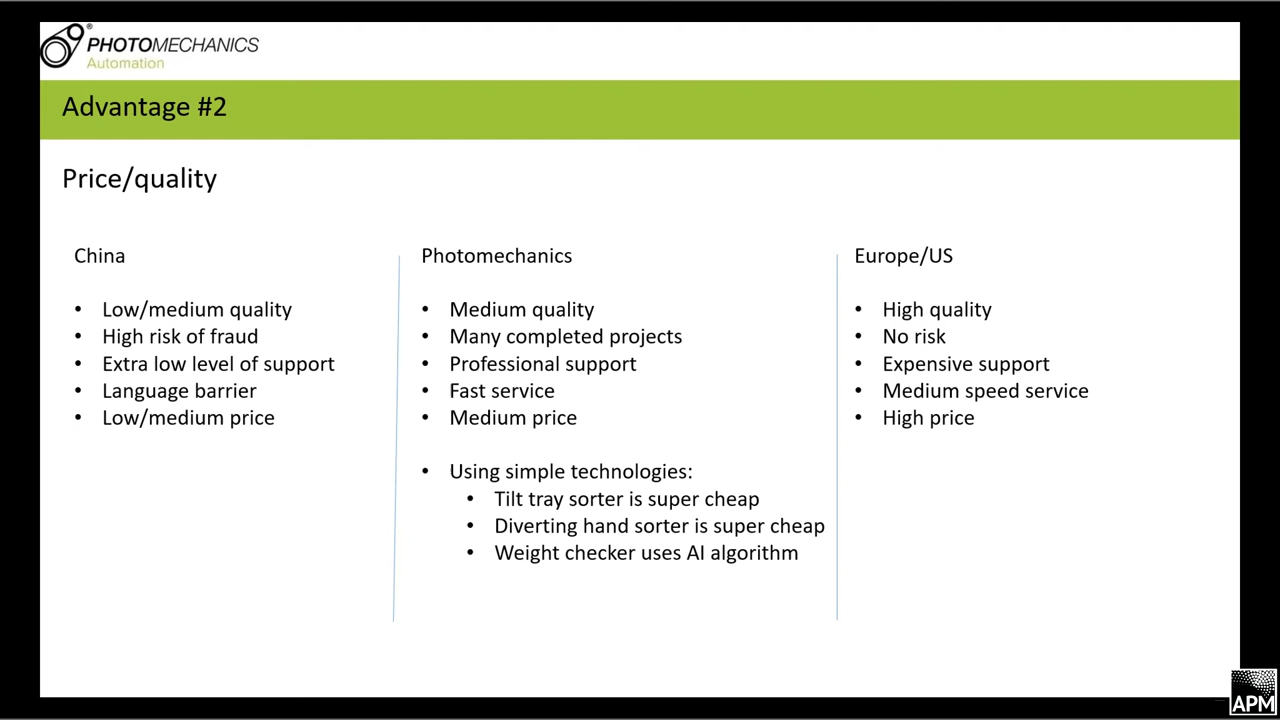 PHOTOMECHANICS®
Automation
Advantage #2
Price/quality
China
• Low/medium quality
• High risk of fraud
• Extra low level of support
• Language barrier
• Low/medium price
Photomechanics
• Medium quality
• Many completed projects
• Professional support
• Fast service
• Medium price
• Using simple technologies:
• Tilt tray sorter is super cheap
• Diverting hand sorter is super cheap
• Weight checker uses AI algorithm
Europe/US
• High quality
• No risk
• Expensive support
• Medium speed service
• High price
APM